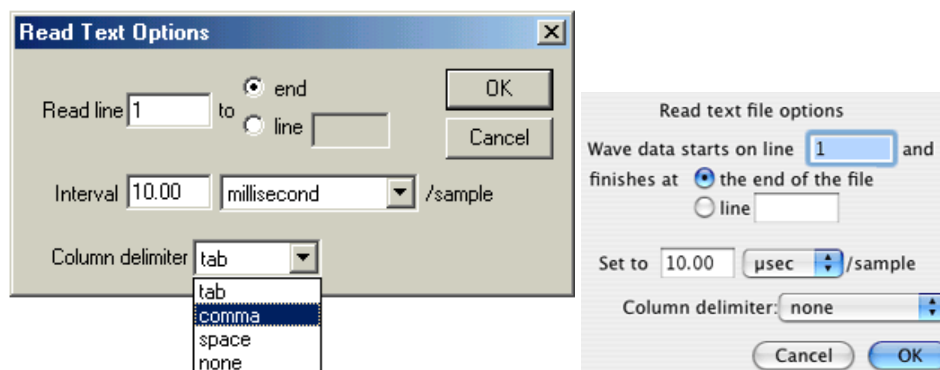 Read Text Options
Read line 1 to end
line
OK
Cancel
Interval 10.00 millisecond /sample
Column delimiter tab
tab
comma
space
none
Read text file options
Wave data starts on line 1 and
finishes at the end of the file
line
Set to 10.00 µsec /sample
Column delimiter: none
Cancel OK